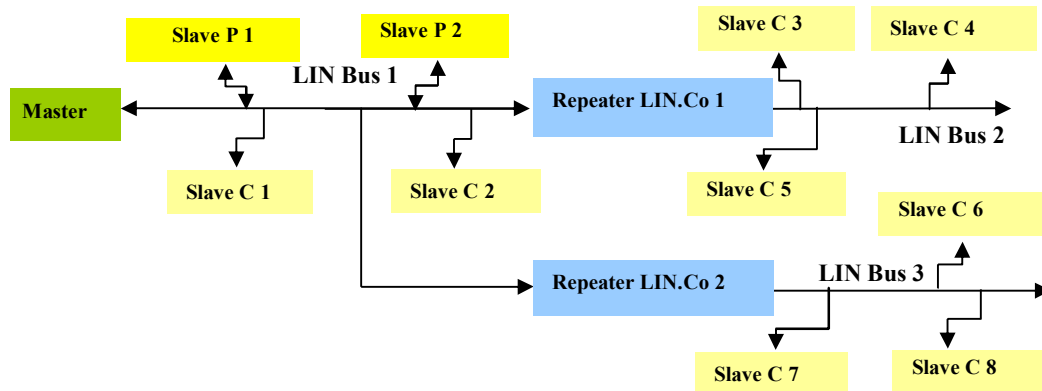 Slave P 1
Slave P 2
Slave C 3
Slave C 4
LIN Bus 1
Master
Repeater LIN.Co 1
LIN Bus 2
Slave C 1
Slave C 2
Slave C 5
Slave C 6
Repeater LIN.Co 2
LIN Bus 3
Slave C 7
Slave C 8